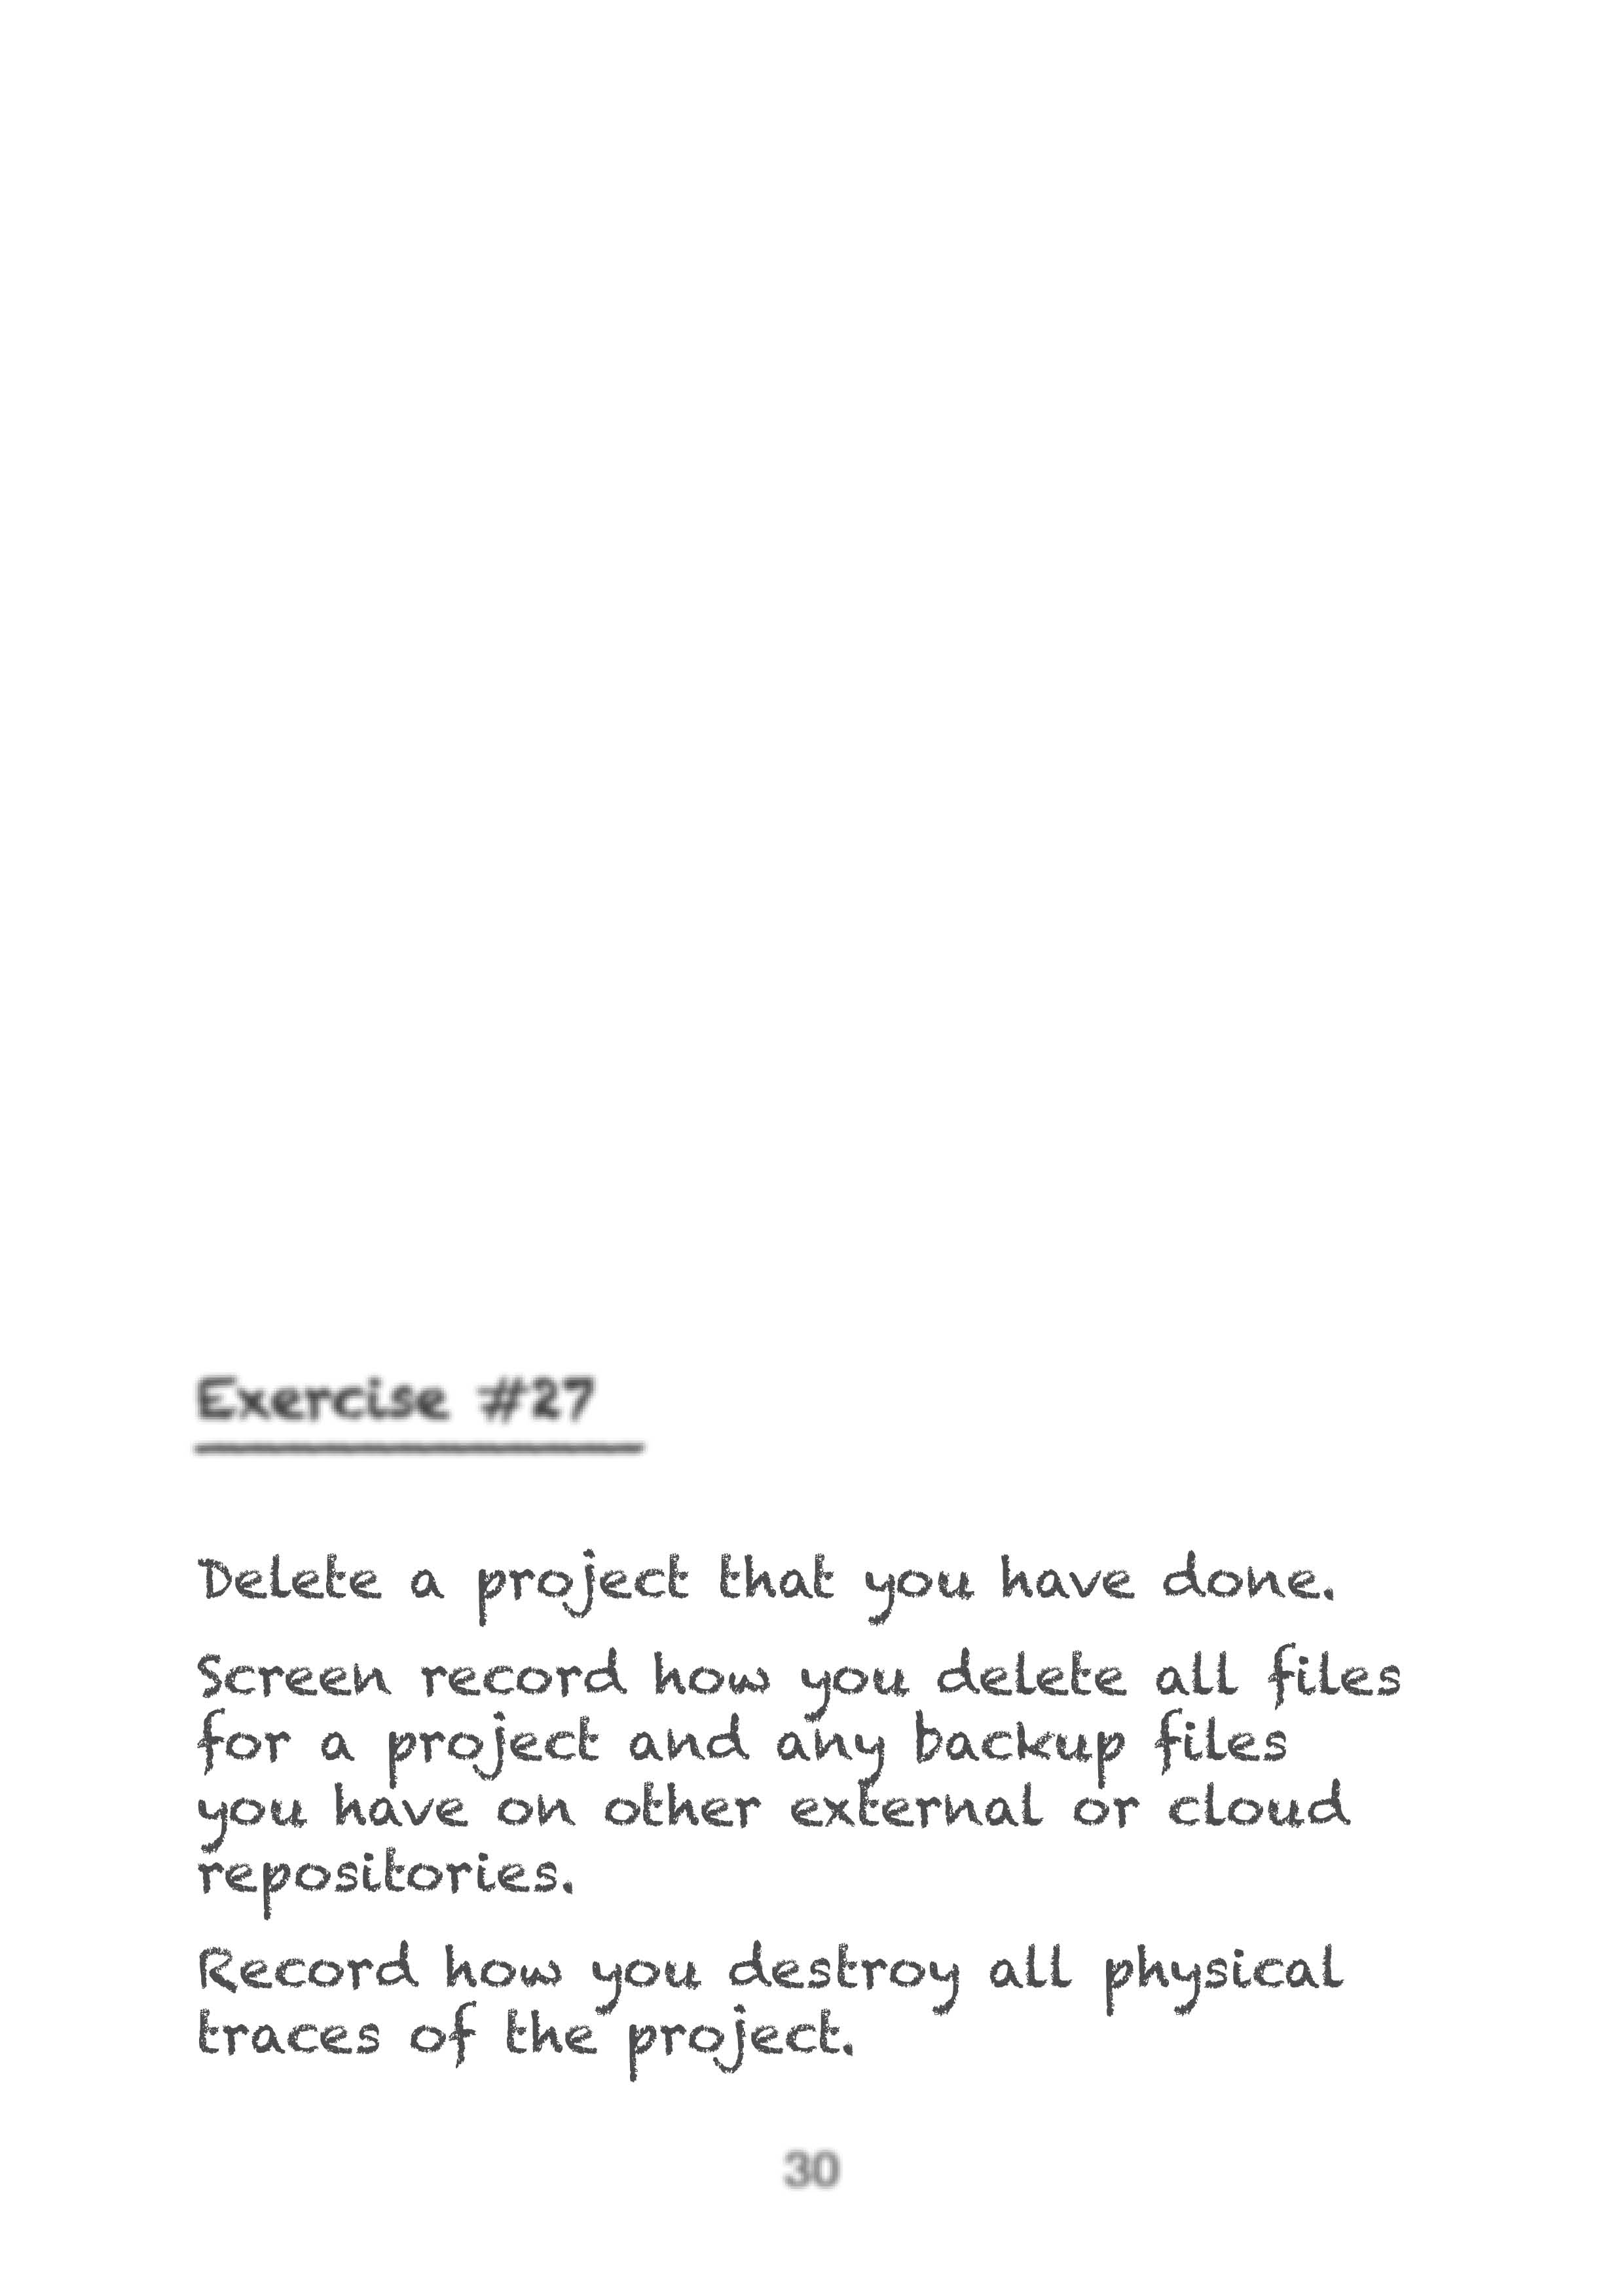 Exercise #27
Delete a project that you have done.
Screen record how you delete all files
for a project and any backup files
you have on other external or cloud
repositories.
Record how you destroy all physical
traces of the project.
30